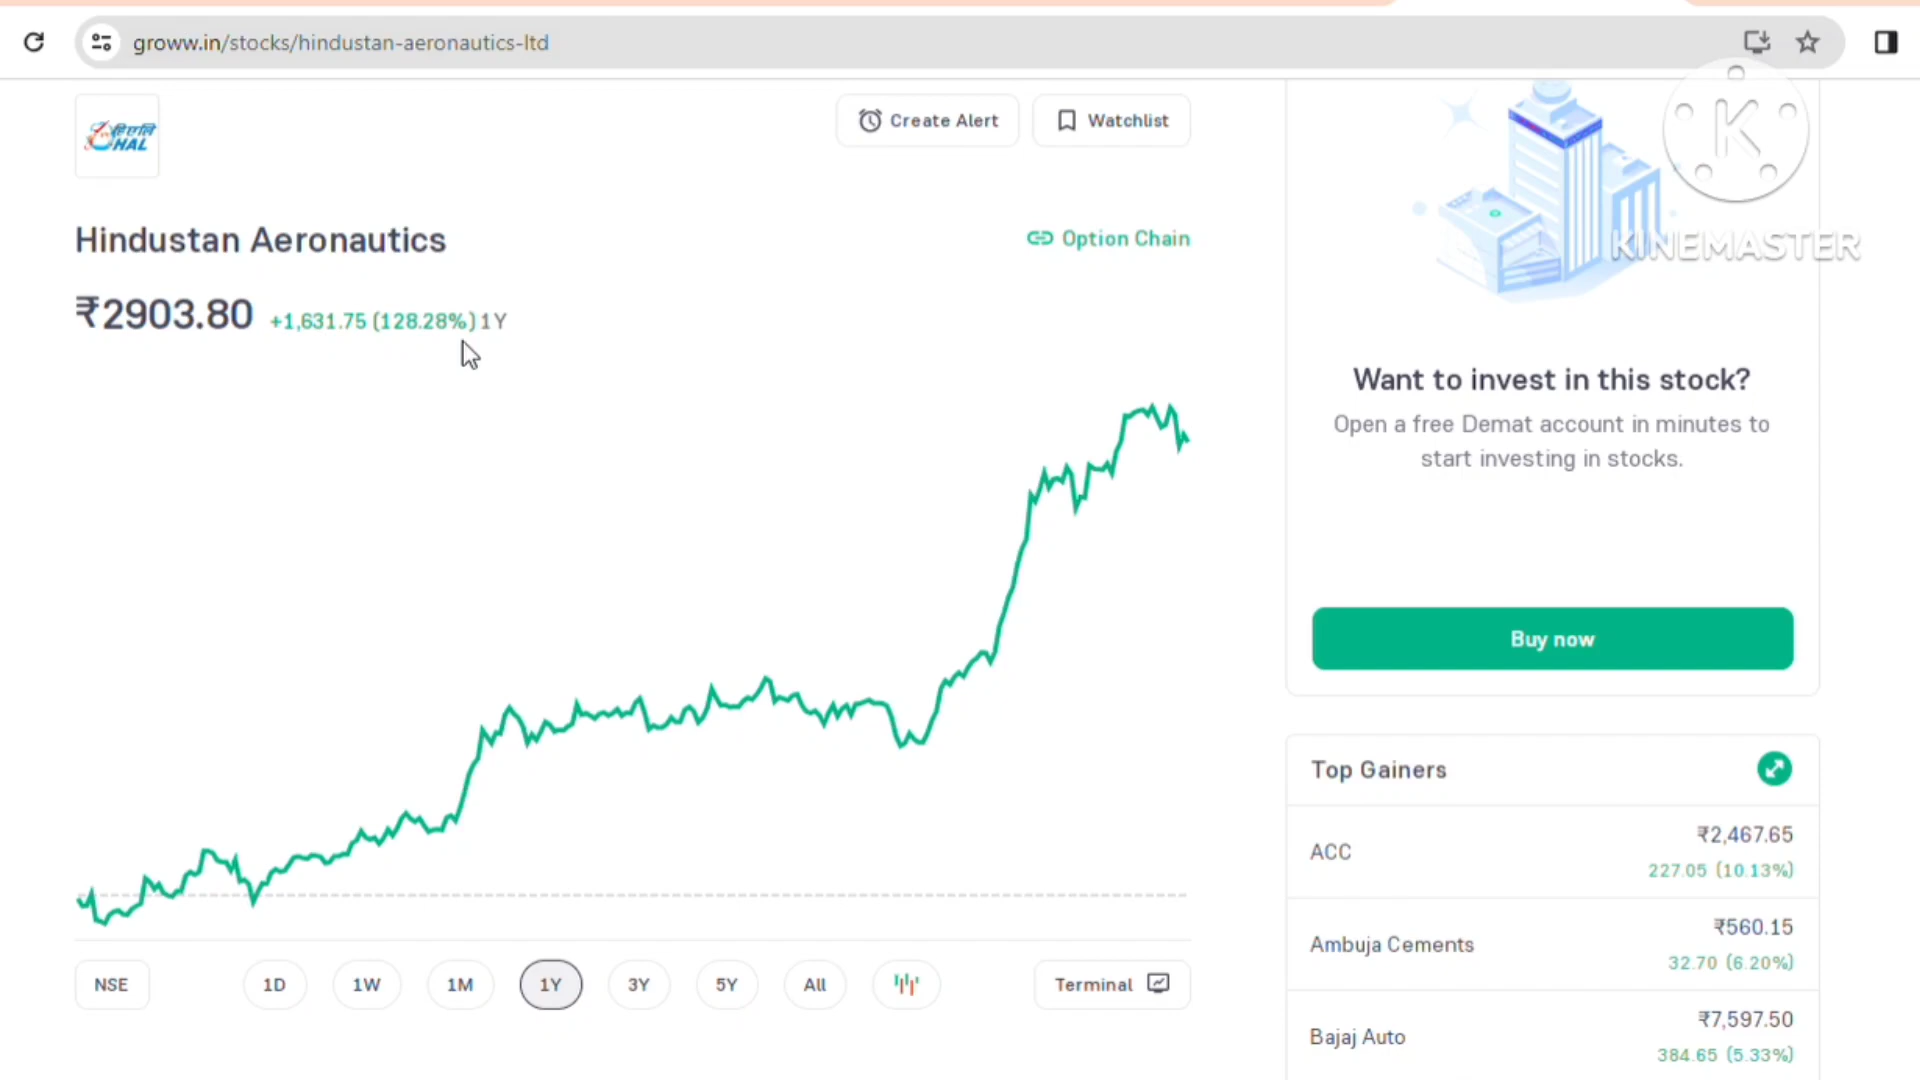 groww.in/stocks/hindustan-aeronautics-ltd
हिएलि
HAL
Create Alert
Watchlist
K
KINEMASTER
Hindustan Aeronautics
Option Chain
₹2903.80 +1,631.75 (128.28%) 1Y
Want to invest in this stock?
Open a free Demat account in minutes to
start investing in stocks.
Buy now
NSE
1D
1W
1M
1Y
3Y
5Y
All
Terminal
Top Gainers
ACC
₹2,467.65
227.05 (10.13%)
Ambuja Cements
₹560.15
32.70 (6.20%)
Bajaj Auto
₹7,597.50
384.65 (5.33%)